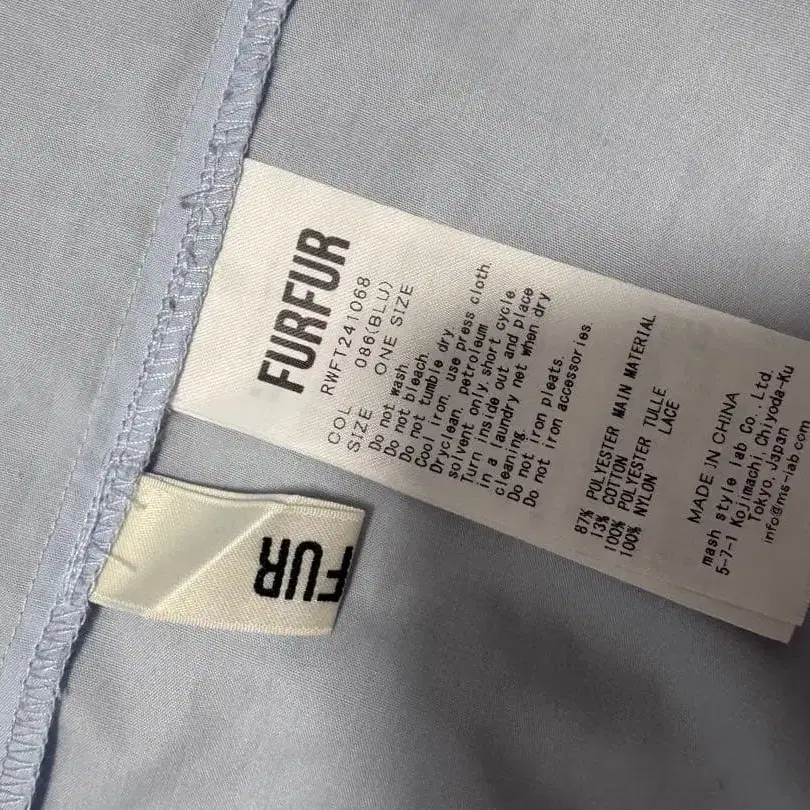 FURFUR
RWFT241068
COL 086(BLU)
SIZE ONE SIZE
Do not wash.
Do not bleach.
Do not tumble dry.
Cool iron, use press cloth.
Dryclean, petroleum
solvent only, short cycle.
Turn inside out and place
in a laundry net when dry
cleaning.
Do not iron pleats.
Do not iron accessories.
87% POLYESTER MAIN MATERIAL
13% COTTON
100% POLYESTER TULLE
100% NYLON LACE
MADE IN CHINA
mash style lab Co., Ltd.
5-7-1 Kojimachi, Chiyoda-Ku
Tokyo, Japan
info@ms-lab.com
FUR